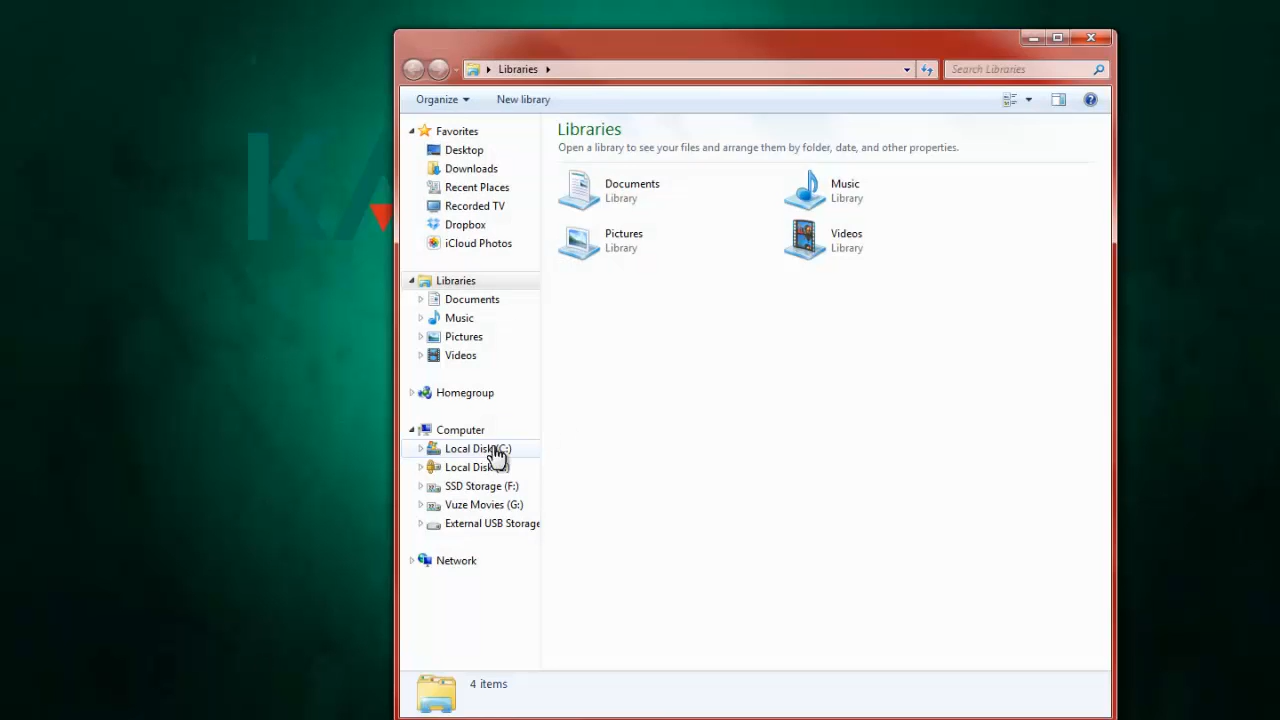 Libraries
Search Libraries
Organize
New library
Favorites
Desktop
Downloads
Recent Places
Recorded TV
Dropbox
iCloud Photos
Libraries
Documents
Music
Pictures
Videos
Homegroup
Computer
Local Disk (C:)
Local Disk
SSD Storage (F:)
Vuze Movies (G:)
External USB Storage
Network
Libraries
Open a library to see your files and arrange them by folder, date, and other properties.
Documents
Library
Music
Library
Pictures
Library
Videos
Library
4 items
KA